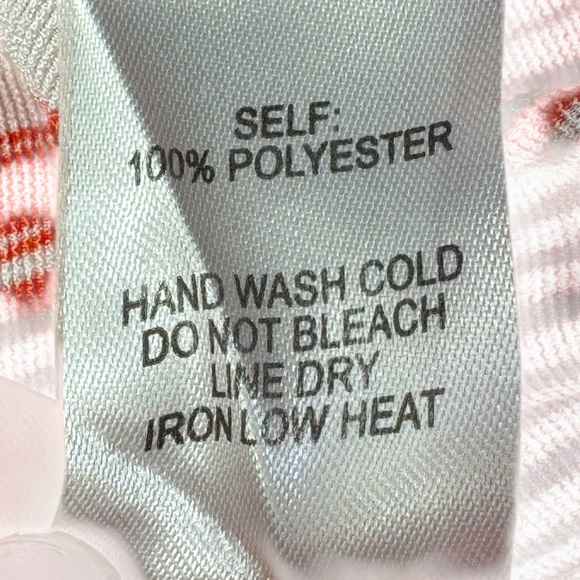 SELF:
100% POLYESTER
HAND WASH COLD
DO NOT BLEACH
LINE DRY
IRON LOW HEAT